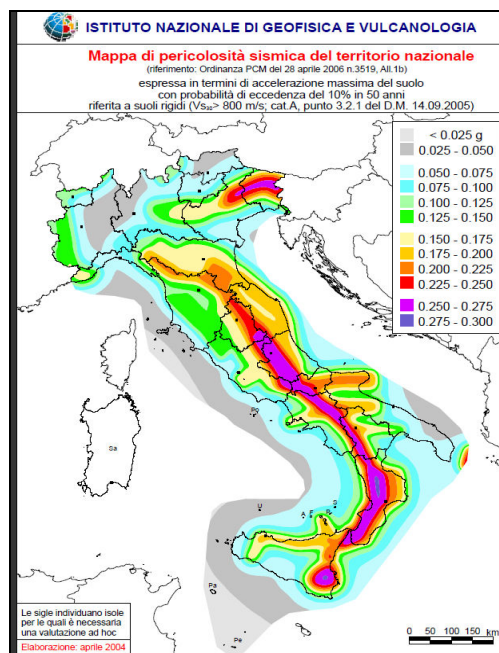 ISTITUTO NAZIONALE DI GEOFISICA E VULCANOLOGIA
Mappa di pericolosità sismica del territorio nazionale
(riferimento: Ordinanza PCM del 28 aprile 2006 n.3519, All.1b)
espressa in termini di accelerazione massima del suolo
con probabilità di eccedenza del 10% in 50 anni
riferita a suoli rigidi (Vs₃₀> 800 m/s; cat.A, punto 3.2.1 del D.M. 14.09.2005)
< 0.025 g
0.025 - 0.050
0.050 - 0.075
0.075 - 0.100
0.100 - 0.125
0.125 - 0.150
0.150 - 0.175
0.175 - 0.200
0.200 - 0.225
0.225 - 0.250
0.250 - 0.275
0.275 - 0.300
Po
Sa
U
S
A
F
Pa
Pe
Le sigle individuano isole
per le quali è necessaria
una valutazione ad hoc
Elaborazione: aprile 2004
0 50 100 150
km